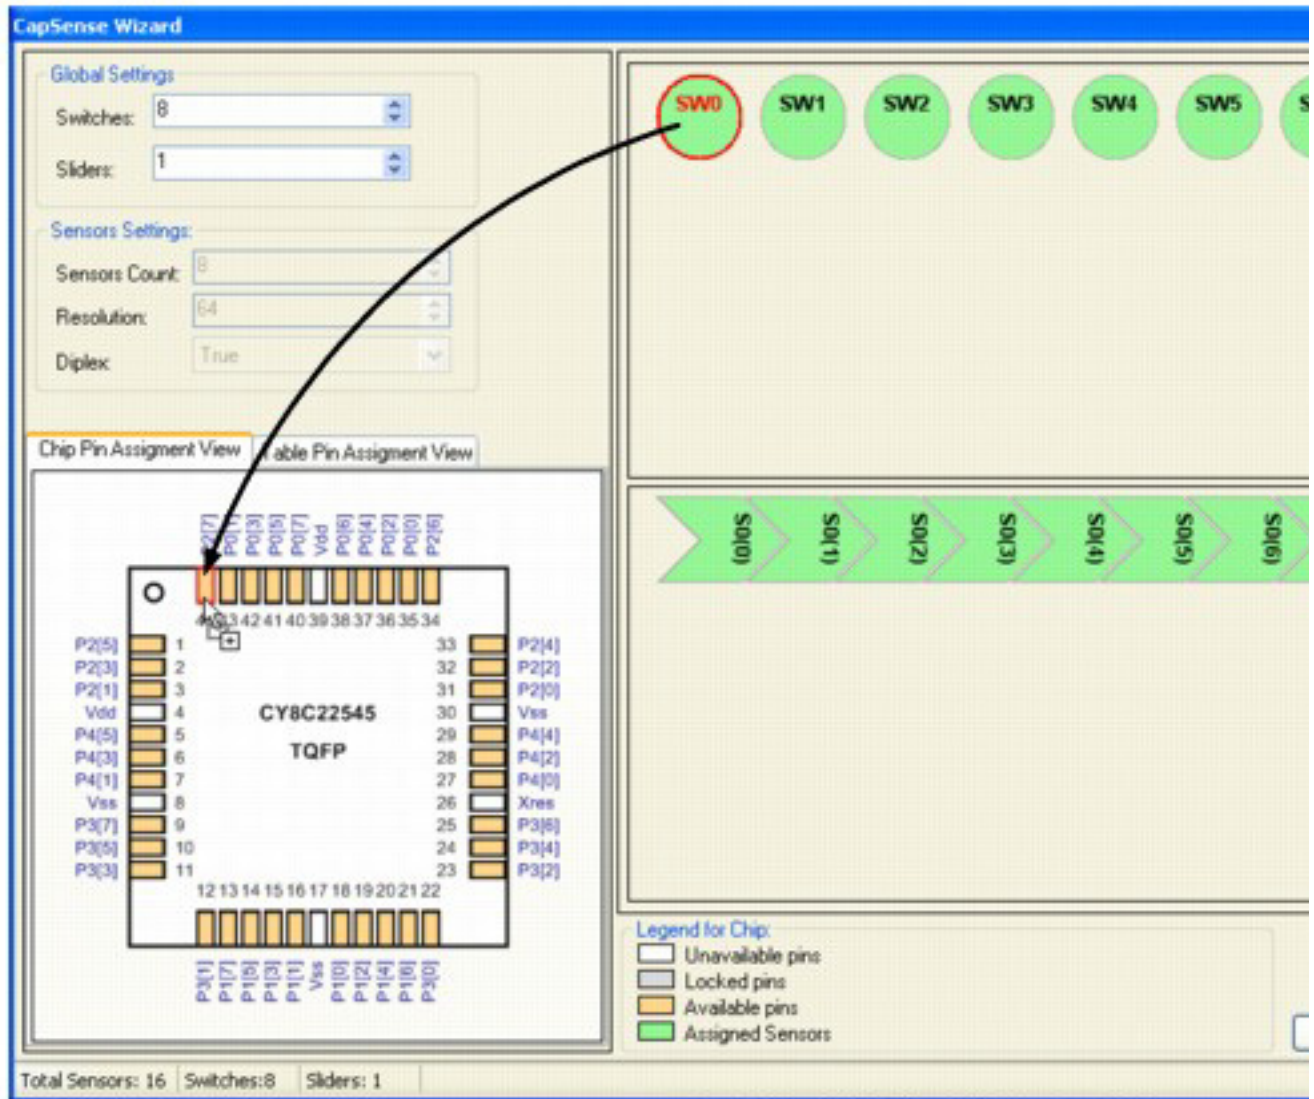 CapSense Wizard
Global Settings
Switches: 8
Sliders: 1
Sensors Settings:
Sensors Count: 8
Resolution: 64
Diplex: True
Chip Pin Assigment View
Table Pin Assigment View
SW0 SW1 SW2 SW3 SW4 SW5
S0(0) S0(1) S0(2) S0(3) S0(4) S0(5) S0(6)
P2[7] P0[1] P0[3] P0[5] P0[7] Vdd P0[6] P0[4] P0[2] P0[0] P2[6]
43 42 41 40 39 38 37 36 35 34
P2[5] 1 33 P2[4]
P2[3] 2 32 P2[2]
P2[1] 3 31 P2[0]
Vdd 4 CY8C22545 30 Vss
P4[5] 5 29 P4[4]
P4[3] 6 TQFP 28 P4[2]
P4[1] 7 27 P4[0]
Vss 8 26 Xres
P3[7] 9 25 P3[6]
P3[5] 10 24 P3[4]
P3[3] 11 23 P3[2]
12 13 14 15 16 17 18 19 20 21 22
P3[1] P1[7] P1[5] P1[3] P1[1] Vss P1[0] P1[2] P1[4] P1[6] P3[0]
Legend for Chip:
Unavailable pins
Locked pins
Available pins
Assigned Sensors
Total Sensors: 16 Switches:8 Sliders: 1